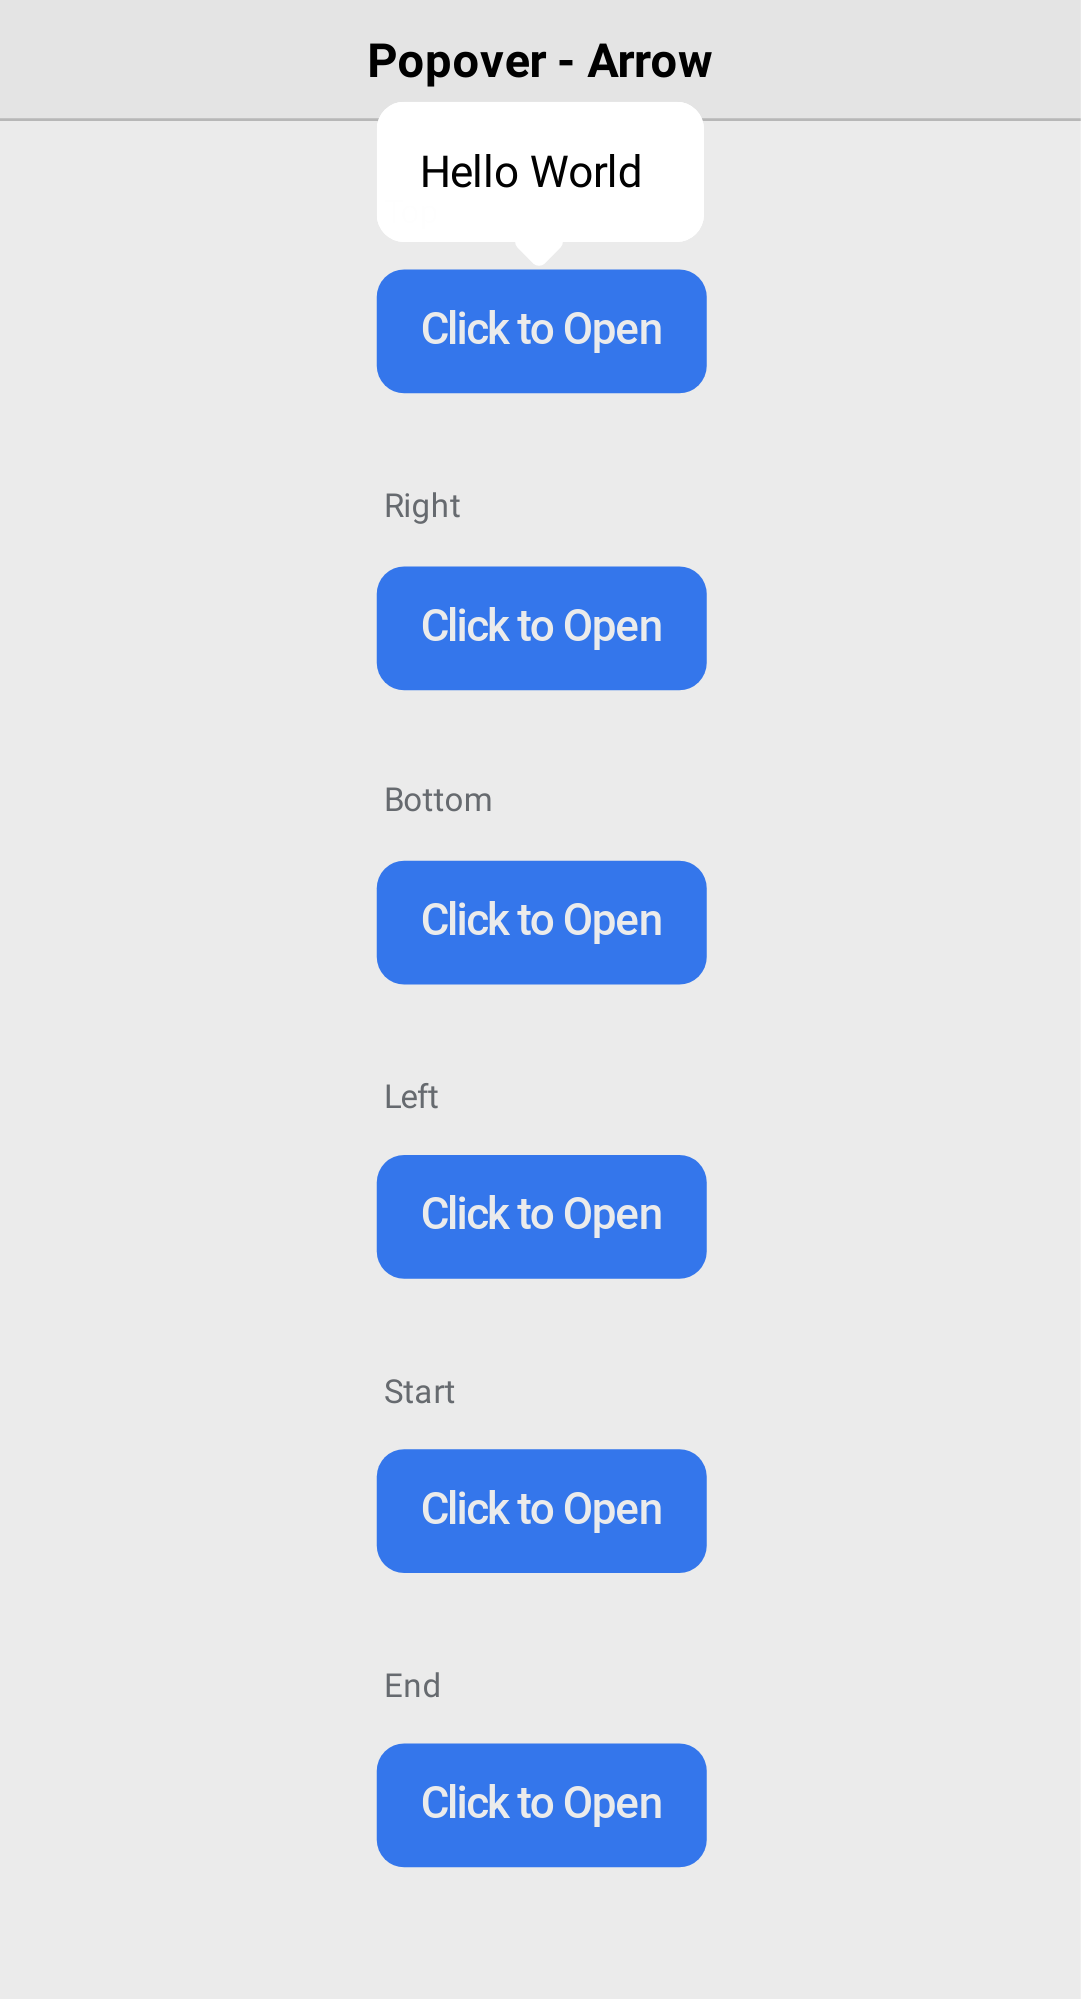 Popover - Arrow
Hello World
Click to Open
Right
Click to Open
Bottom
Click to Open
Left
Click to Open
Start
Click to Open
End
Click to Open